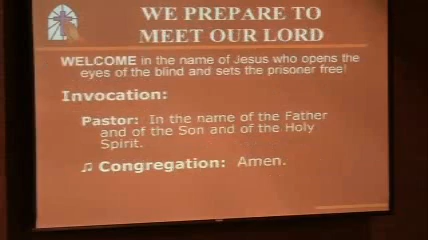 WE PREPARE TO
MEET OUR LORD
WELCOME in the name of Jesus who opens the
eyes of the blind and sets the prisoner free!
Invocation:
Pastor: In the name of the Father
and of the Son and of the Holy
Spirit.
♫ Congregation: Amen.